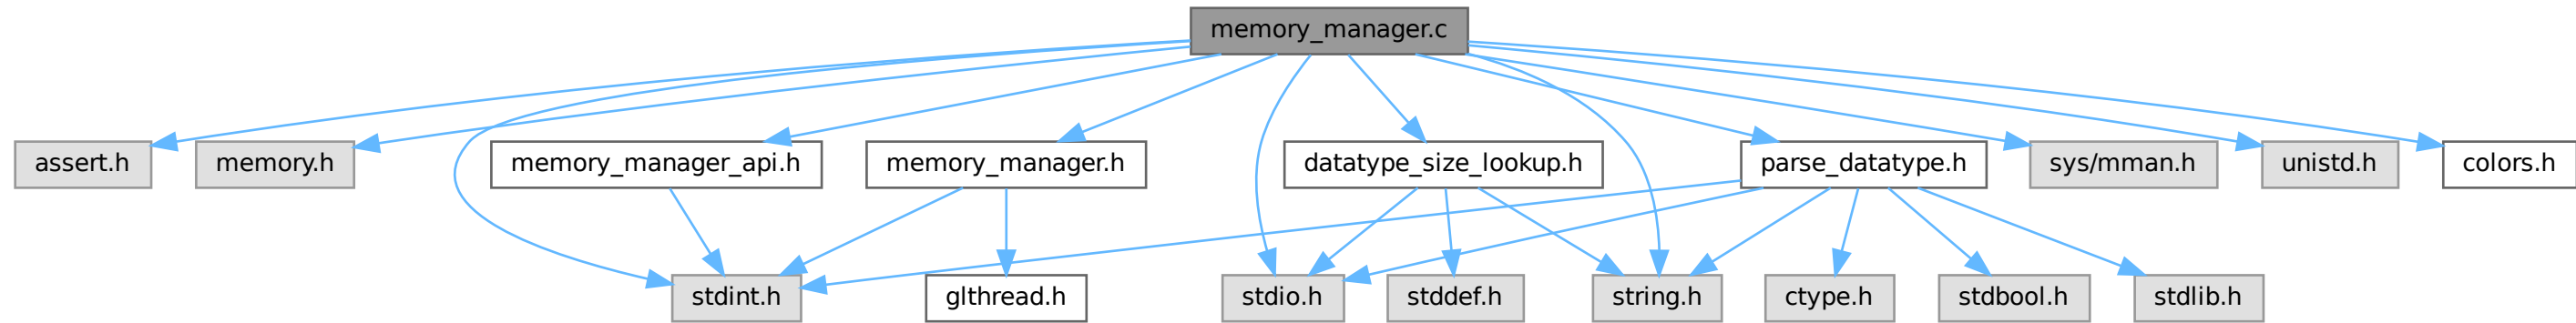 memory_manager.c
assert.h
memory.h
memory_manager_api.h
memory_manager.h
datatype_size_lookup.h
parse_datatype.h
sys/mman.h
unistd.h
colors.h
stdint.h
glthread.h
stdio.h
stddef.h
string.h
ctype.h
stdbool.h
stdlib.h